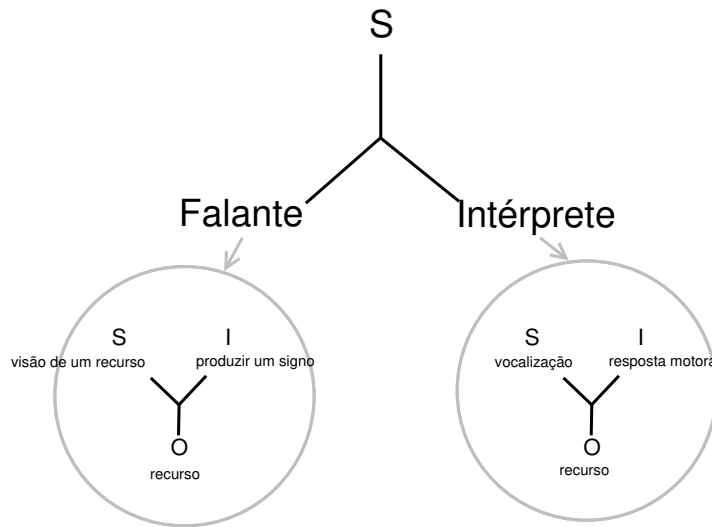 S
Falante Intérprete
S I
visão de um recurso produzir um signo
O
recurso
S I
vocalização resposta motora
O
recurso